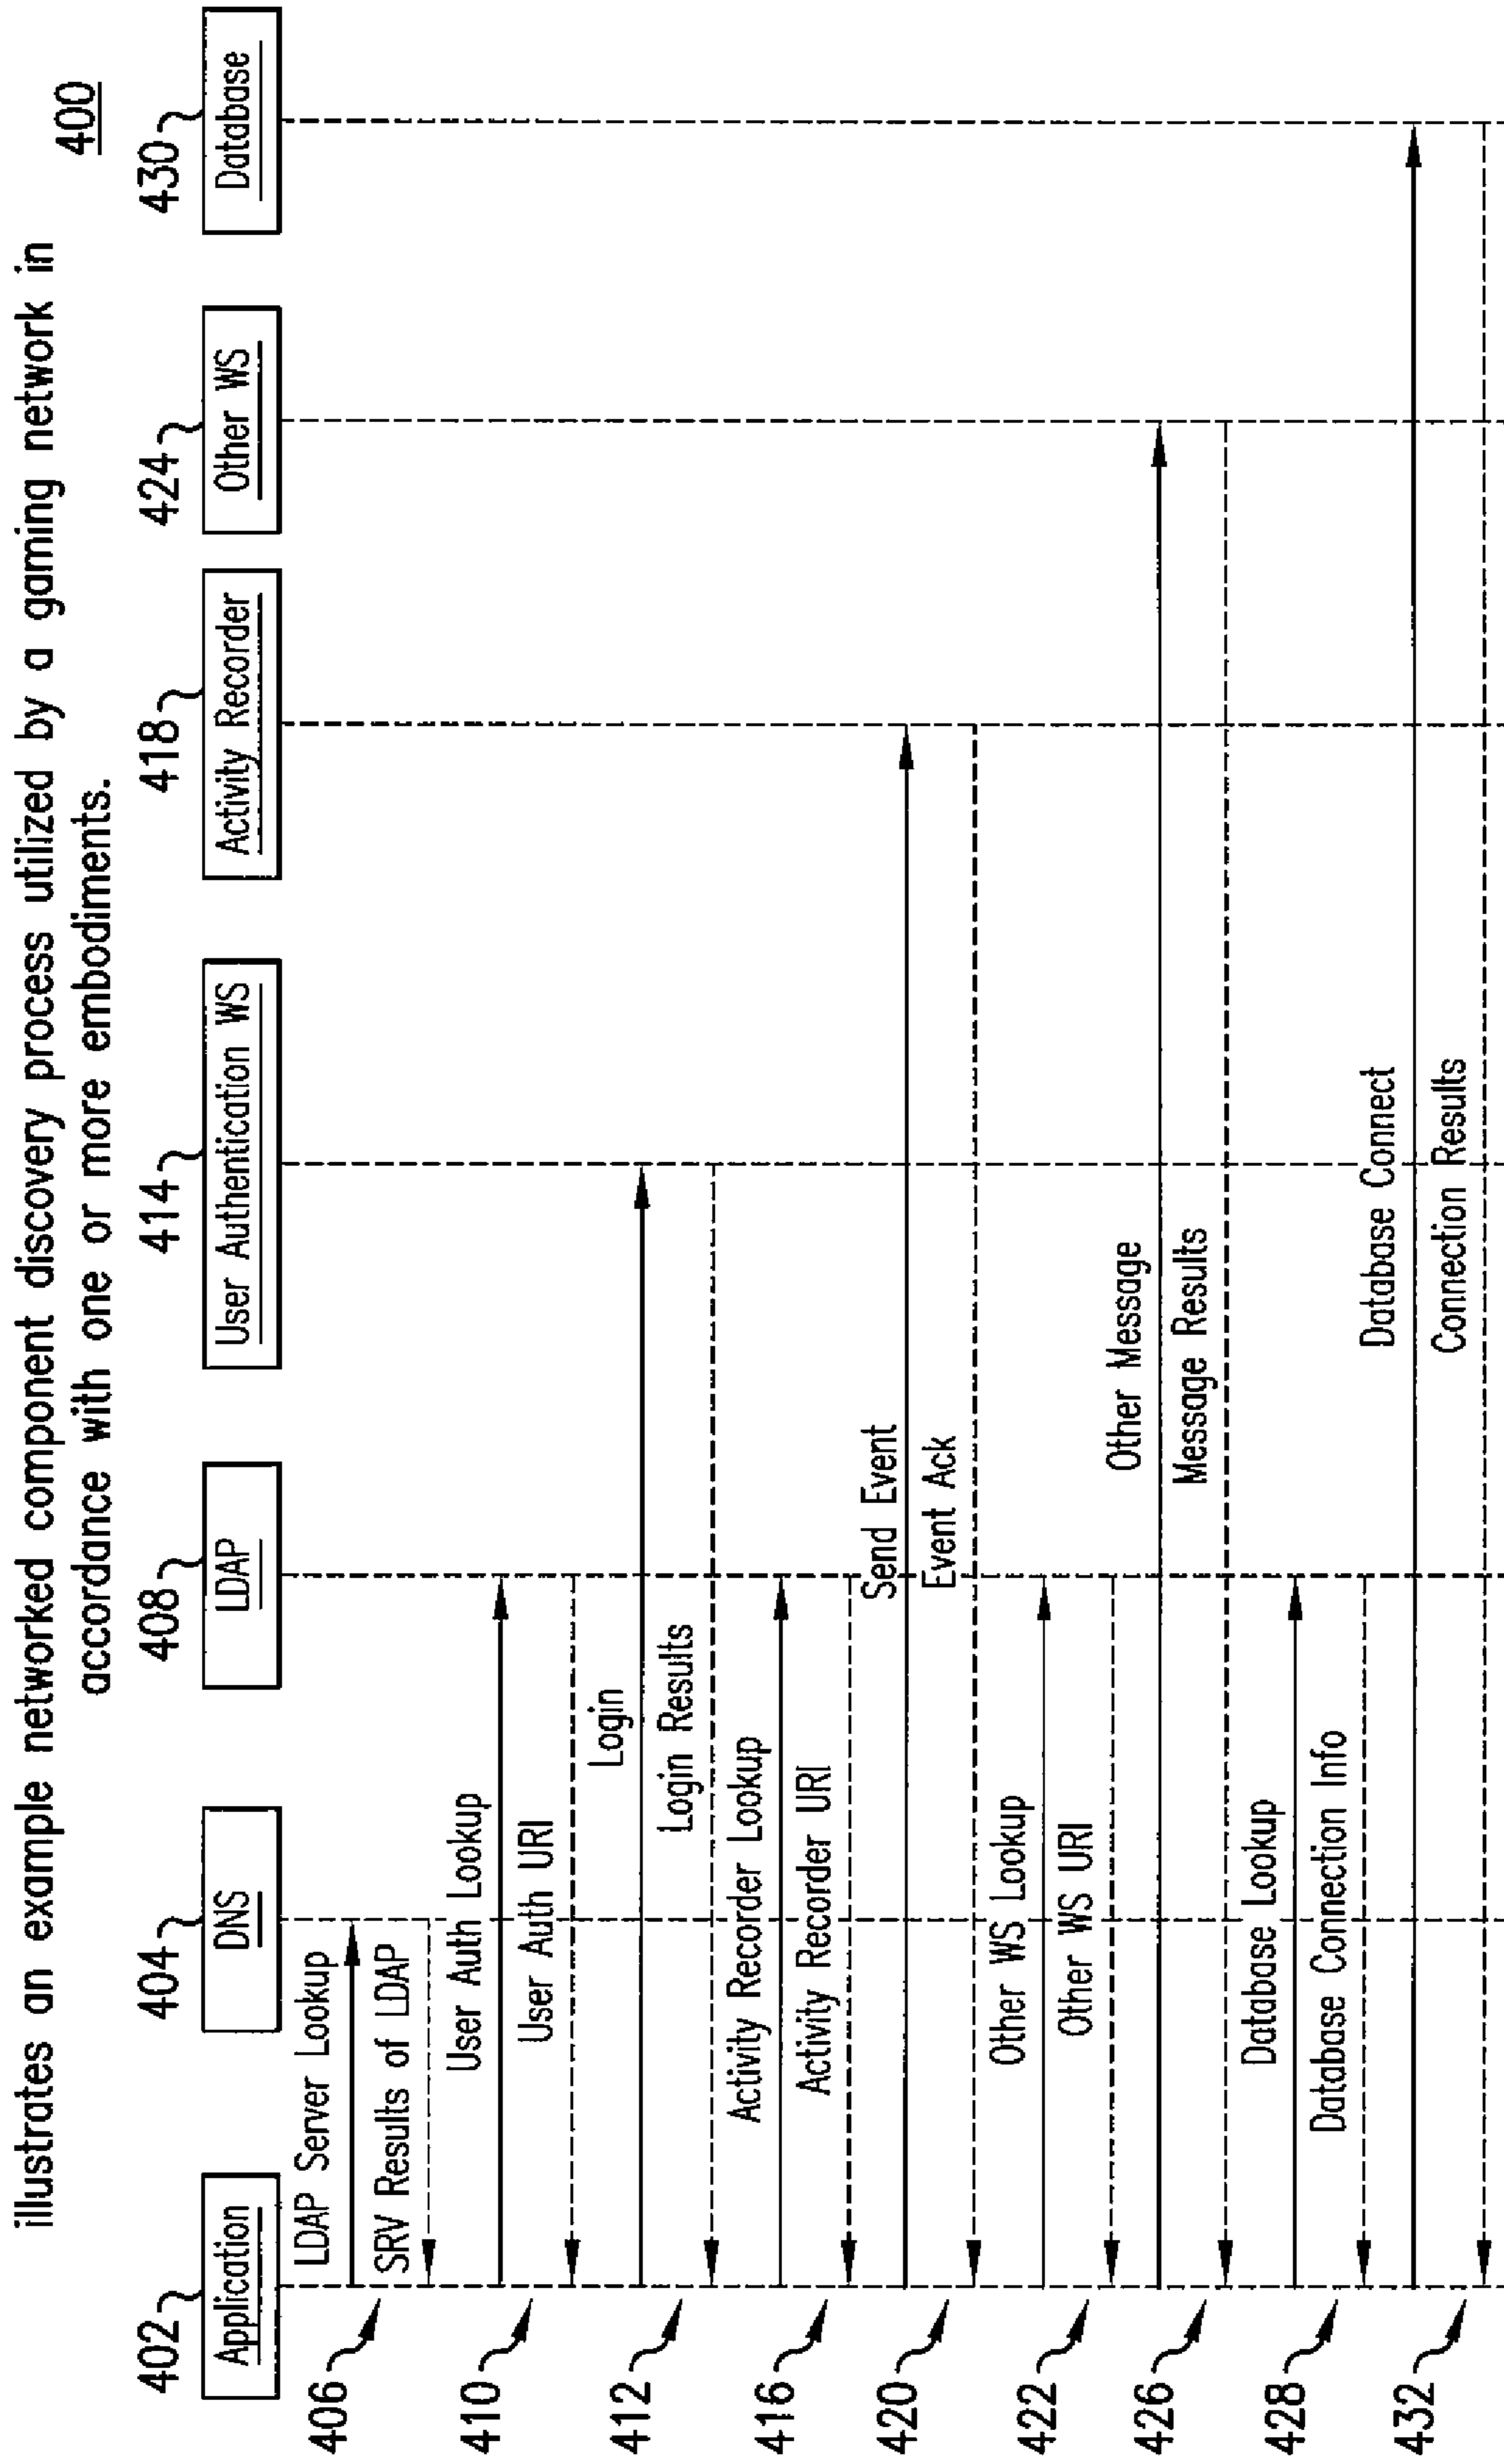 illustrates an example networked component discovery process utilized by a gaming network in
accordance with one or more embodiments.
400
402
404
408
414
418
424
430
Application
DNS
LDAP
User Authentication WS
Activity Recorder
Other WS
Database
406
LDAP Server Lookup
SRV Results of LDAP
410
User Auth Lookup
User Auth URI
412
Login
Login Results
416
Activity Recorder Lookup
Activity Recorder URI
420
Send Event
Event Ack
422
Other WS Lookup
Other WS URI
426
Other Message
Message Results
428
Database Lookup
Database Connection Info
432
Database Connect
Connection Results